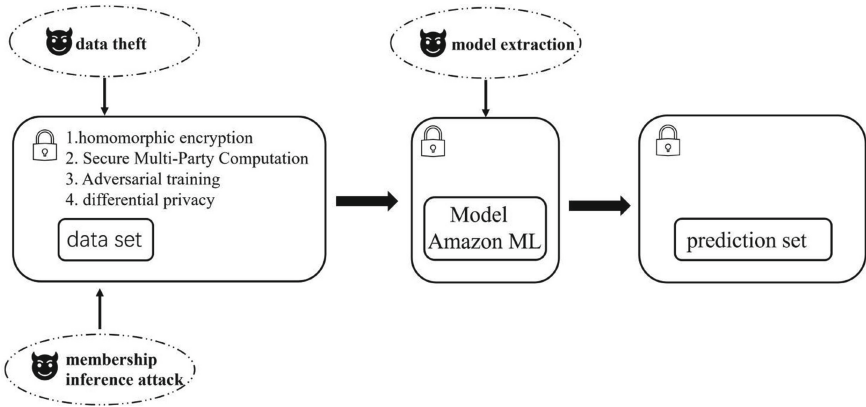 data theft
model extraction
1.homomorphic encryption
2. Secure Multi-Party Computation
3. Adversarial training
4. differential privacy
data set
Model
Amazon ML
prediction set
membership
inference attack